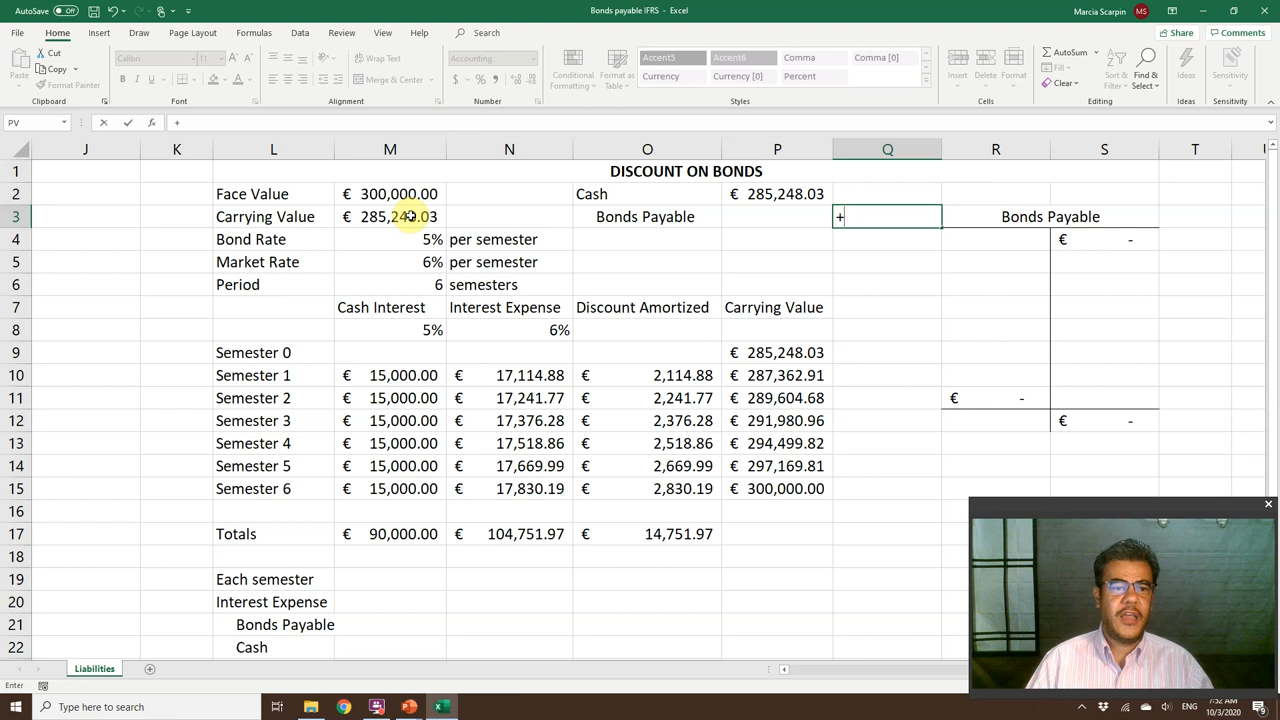 AutoSave Off Bonds payable IFRS - Excel Marcia Scarpin MS
File Home Insert Draw Page Layout Formulas Data Review View Help Search Share Comments
Paste Cut Copy Format Painter Clipboard
Calibri 11 B I U Font
Wrap Text Merge & Center Alignment
Accounting $ % Number
Conditional Formatting Format as Table Accent5 Accent6 Comma Comma [0] Currency Currency [0] Percent Styles
Insert Delete Format Cells
AutoSum Fill Clear Sort & Filter Find & Select Editing
Ideas Ideas Sensitivity Sensitivity
PV fx +
J K L M N O P Q R S T
1 DISCOUNT ON BONDS
2 Face Value € 300,000.00 Cash € 285,248.03
3 Carrying Value € 285,248.03 Bonds Payable + Bonds Payable
4 Bond Rate 5% per semester € -
5 Market Rate 6% per semester
6 Period 6 semesters
7 Cash Interest Interest Expense Discount Amortized Carrying Value
8 5% 6%
9 Semester 0 € 285,248.03
10 Semester 1 € 15,000.00 € 17,114.88 € 2,114.88 € 287,362.91
11 Semester 2 € 15,000.00 € 17,241.77 € 2,241.77 € 289,604.68 € -
12 Semester 3 € 15,000.00 € 17,376.28 € 2,376.28 € 291,980.96 € -
13 Semester 4 € 15,000.00 € 17,518.86 € 2,518.86 € 294,499.82
14 Semester 5 € 15,000.00 € 17,669.99 € 2,669.99 € 297,169.81
15 Semester 6 € 15,000.00 € 17,830.19 € 2,830.19 € 300,000.00
16
17 Totals € 90,000.00 € 104,751.97 € 14,751.97
18
19 Each semester
20 Interest Expense
21 Bonds Payable
22 Cash
Liabilities
Enter
Type here to search 7:52 AM
10/3/2020